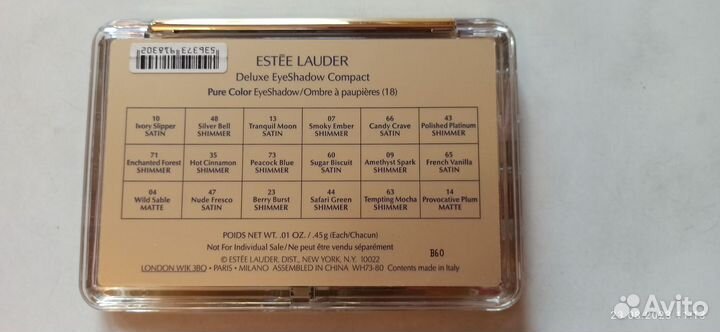 536373 918302
ESTĒE LAUDER
Deluxe EyeShadow Compact
Pure Color EyeShadow/Ombre à paupières (18)
10 48 13 07 66 43
Ivory Slipper Silver Bell Tranquil Moon Smoky Ember Candy Crave Polished Platinum
SATIN SHIMMER SATIN SHIMMER SATIN SHIMMER
71 35 73 60 09 65
Enchanted Forest Hot Cinnamon Peacock Blue Sugar Biscuit Amethyst Spark French Vanilla
SHIMMER SHIMMER SHIMMER SATIN SHIMMER SATIN
04 47 23 44 63 14
Wild Sable Nude Fresco Berry Burst Safari Green Tempting Mocha Provocative Plum
MATTE SATIN SHIMMER SHIMMER SHIMMER MATTE
POIDS NET WT. .01 OZ. / .45g (Each/Chacun)
Not For Individual Sale/Ne peut être vendu séparément
B60
© ESTĒE LAUDER, DIST., NEW YORK, N.Y. 10022
LONDON W1K 3BQ • PARIS • MILANO ASSEMBLED IN CHINA WH73-80 Contents made in Italy
Avito